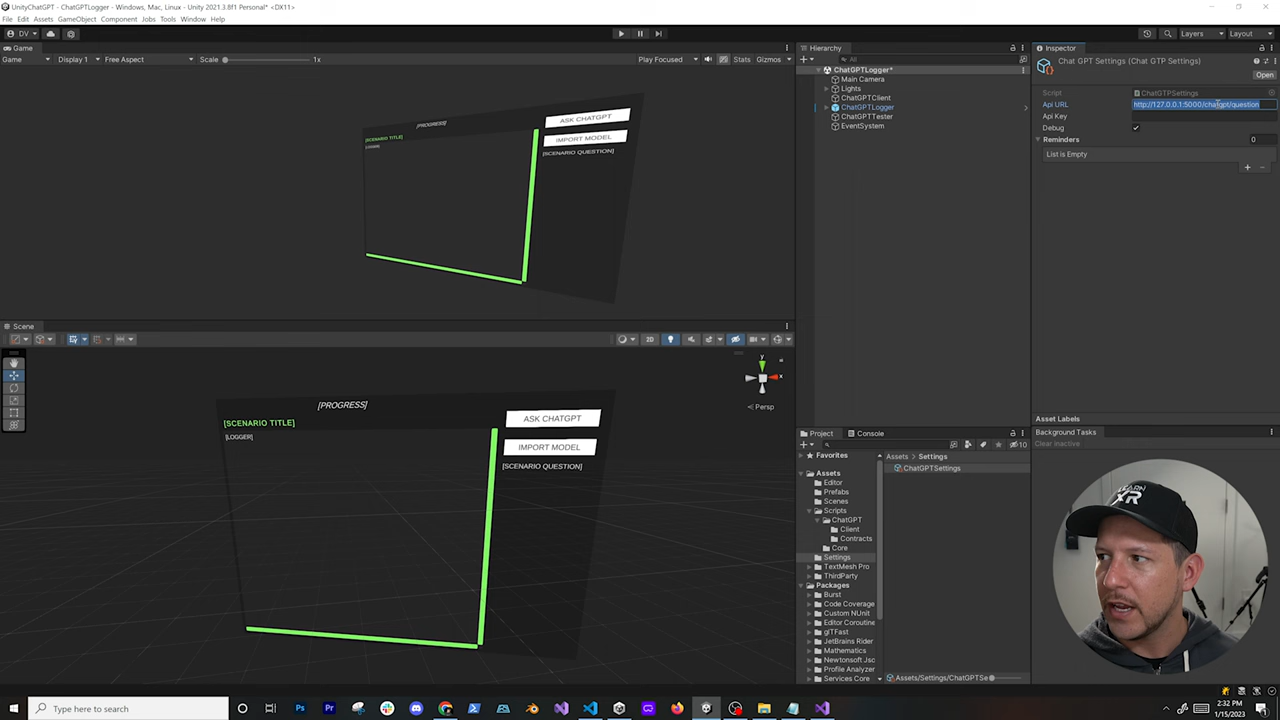 UnityChatGPT - ChatGPTLogger - Windows, Mac, Linux - Unity 2021.3.8f1 Personal* <DX11>
File Edit Assets GameObject Component Jobs Tools Window Help
DV
Layers
Layout
Game
Game
Display 1
Free Aspect
Scale
1x
Play Focused
Stats
Gizmos
[PROGRESS]
[SCENARIO TITLE]
[LOGGER]
ASK CHATGPT
IMPORT MODEL
[SCENARIO QUESTION]
Scene
2D
y
x
Persp
[PROGRESS]
[SCENARIO TITLE]
[LOGGER]
ASK CHATGPT
IMPORT MODEL
[SCENARIO QUESTION]
Hierarchy
All
ChatGPTLogger*
Main Camera
Lights
ChatGPTClient
ChatGPTLogger
ChatGPTTester
EventSystem
Project
Console
10
Favorites
Assets
Editor
Prefabs
Scenes
Scripts
ChatGPT
Client
Contracts
Core
Settings
TextMesh Pro
ThirdParty
Packages
Burst
Code Coverage
Custom NUnit
Editor Coroutine
glTFast
JetBrains Rider
Mathematics
Newtonsoft Jsc
Profile Analyzer
Services Core
Assets > Settings
ChatGPTSettings
Assets/Settings/ChatGPTSe
Inspector
Chat GPT Settings (Chat GTP Settings)
Open
Script
ChatGTPSettings
Api URL
http://127.0.0.1:5000/chatgpt/question
Api Key
Debug
Reminders
0
List is Empty
Asset Labels
Background Tasks
Clear inactive
LEARN
XR
Type here to search
2:32 PM
1/15/2023